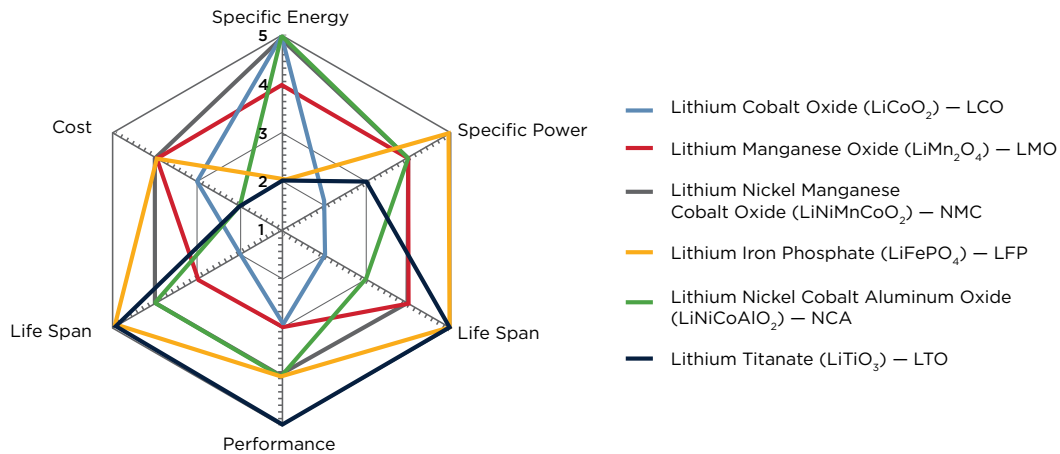 Specific Energy
5
Cost
4
Specific Power
3
2
1
Life Span
Life Span
Performance
Lithium Cobalt Oxide (LiCoO₂) — LCO
Lithium Manganese Oxide (LiMn₂O₄) — LMO
Lithium Nickel Manganese
Cobalt Oxide (LiNiMnCoO₂) — NMC
Lithium Iron Phosphate (LiFePO₄) — LFP
Lithium Nickel Cobalt Aluminum Oxide
(LiNiCoAlO₂) — NCA
Lithium Titanate (LiTiO₃) — LTO